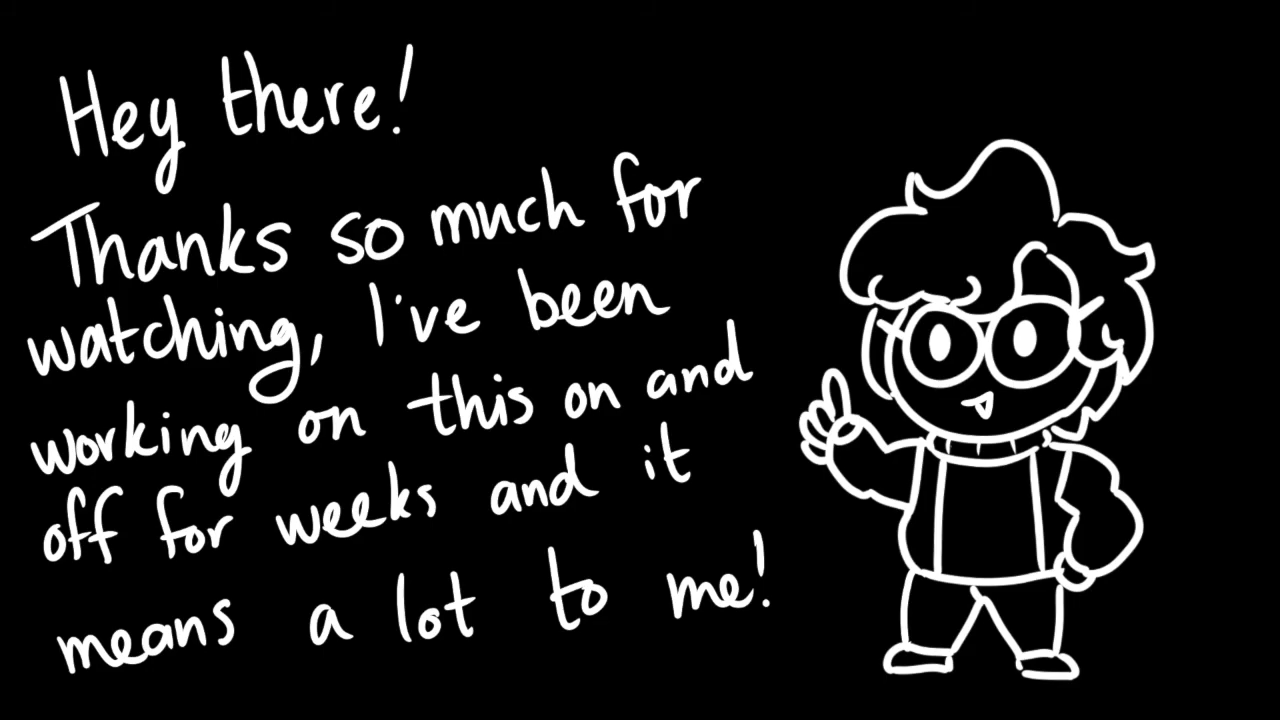 Hey there!
Thanks so much for
watching, I've been
working on this on and
off for weeks and it
means a lot to me!